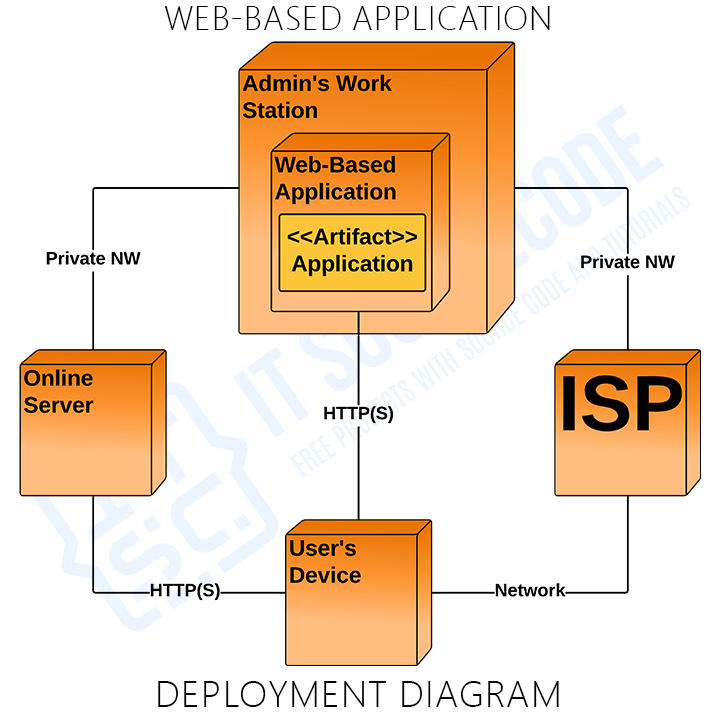 WEB-BASED APPLICATION
Admin's Work
Station
Web-Based
Application
<<Artifact>>
Application
Private NW
Private NW
Online
Server
ISP
HTTP(S)
User's
Device
HTTP(S)
Network
IT SOURCECODE
FREE PROJECTS WITH SOURCE CODE AND TUTORIALS
DEPLOYMENT DIAGRAM